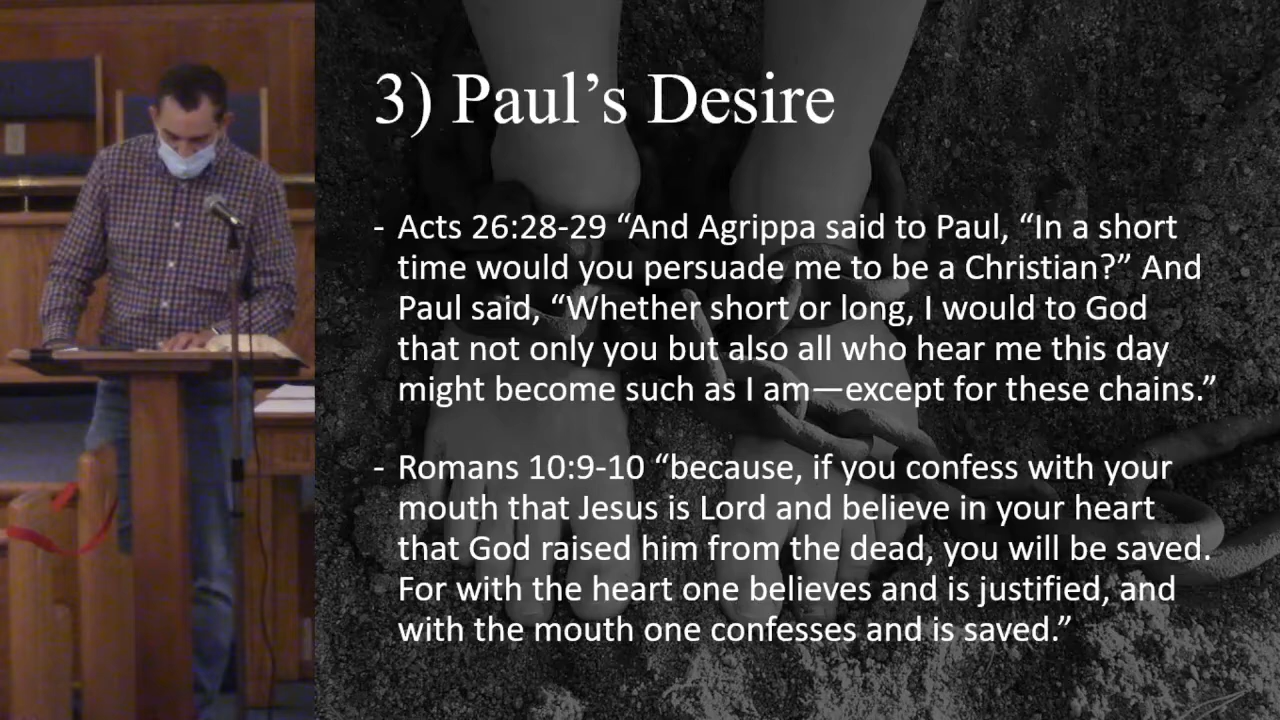 3) Paul’s Desire
- Acts 26:28-29 “And Agrippa said to Paul, “In a short
time would you persuade me to be a Christian?” And
Paul said, “Whether short or long, I would to God
that not only you but also all who hear me this day
might become such as I am—except for these chains.”
- Romans 10:9-10 “because, if you confess with your
mouth that Jesus is Lord and believe in your heart
that God raised him from the dead, you will be saved.
For with the heart one believes and is justified, and
with the mouth one confesses and is saved.”